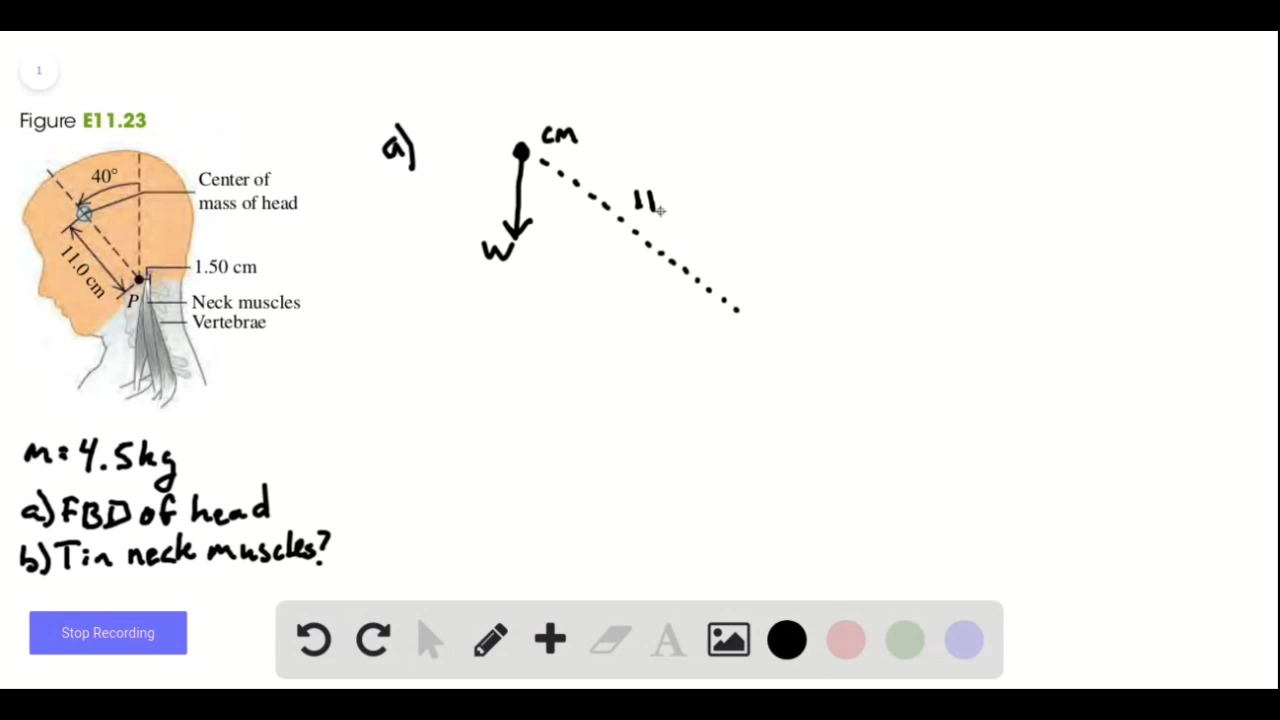 1
Figure E11.23
40°
Center of
mass of head
11.0 cm
1.50 cm
P
Neck muscles
Vertebrae
m = 4.5kg
a) FBD of head
b) T in neck muscles?
a)
cm
11
W
Stop Recording
A